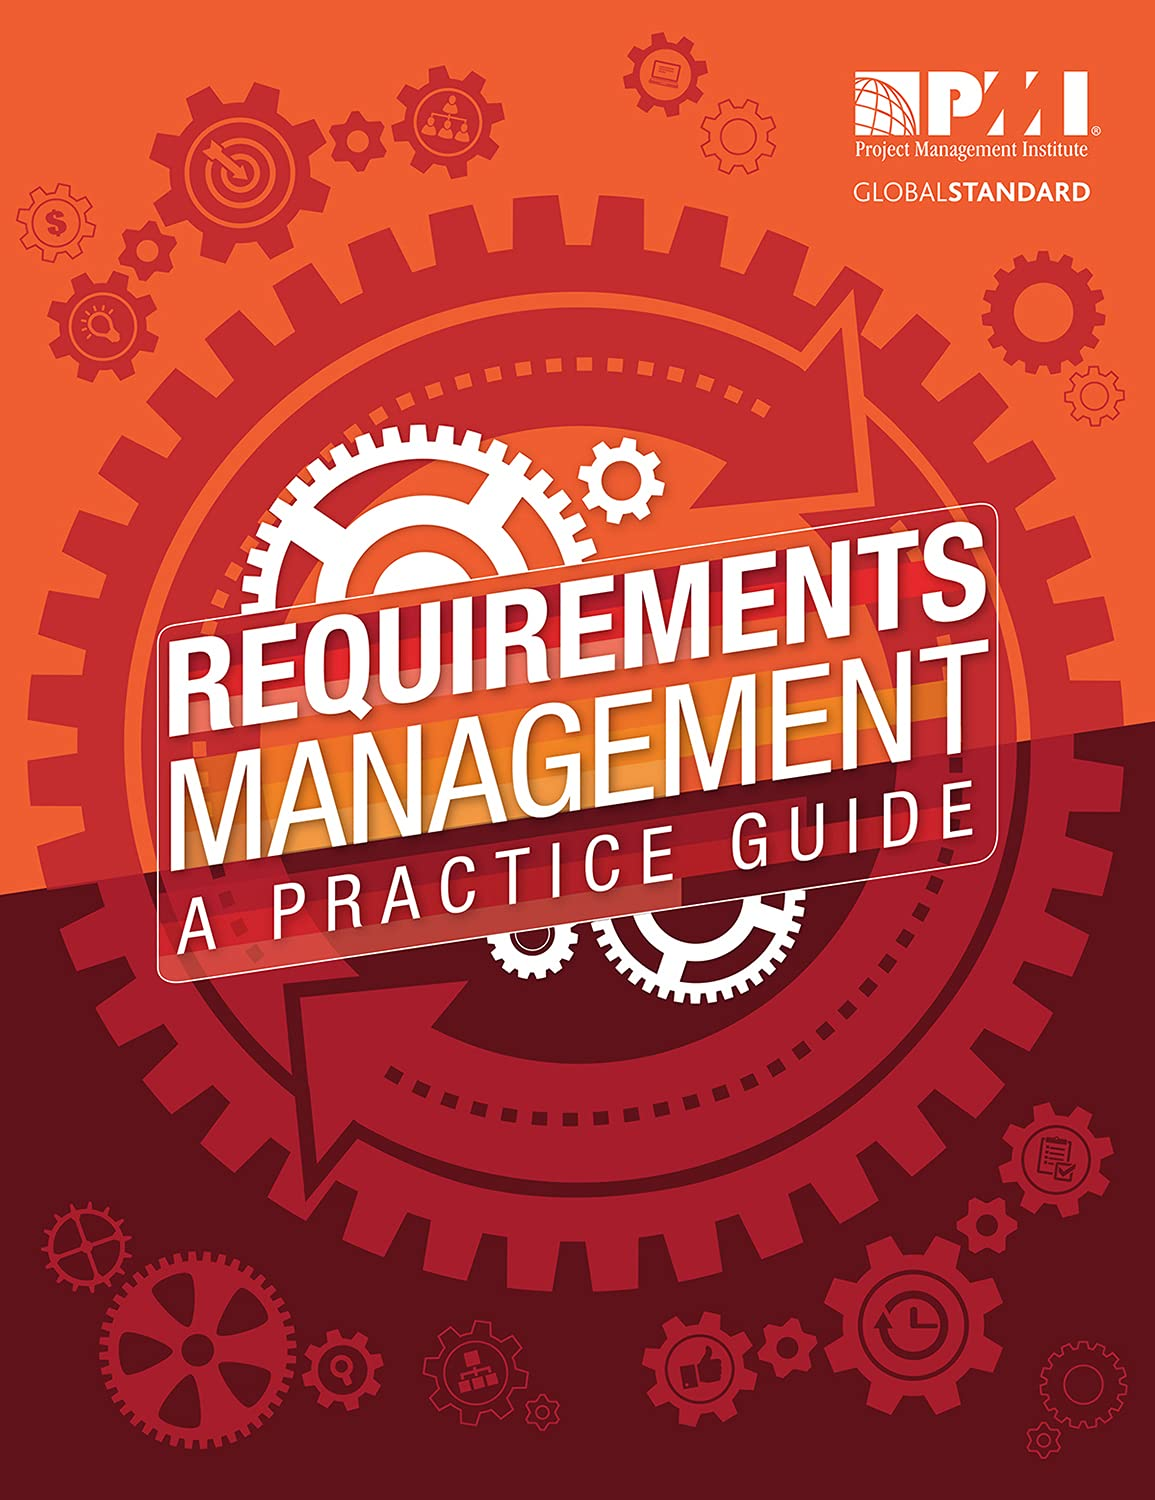 PMI®
Project Management Institute
GLOBALSTANDARD
$
REQUIREMENTS
MANAGEMENT
A PRACTICE GUIDE